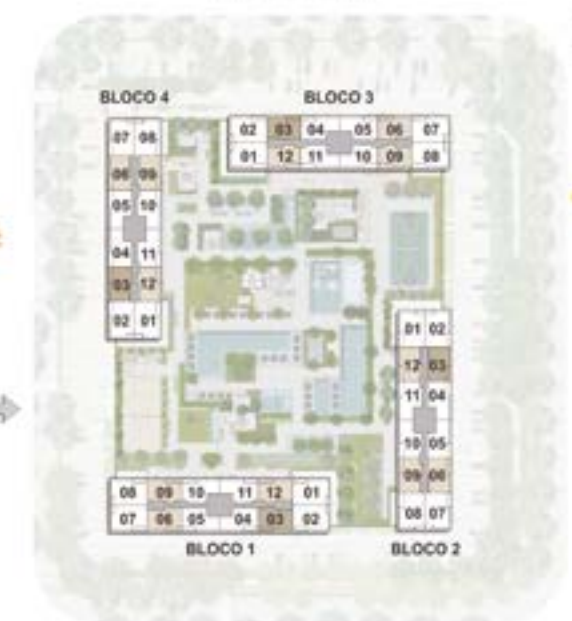 BLOCO 4
BLOCO 3
02 03 04 05 06 07
01 12 11 10 09 08
07 08
06 09
05 10
04 11
03 12
02 01
01 02
12 03
11 04
10 05
09 06
08 07
08 09 10 11 12 01
07 06 05 04 03 02
BLOCO 1
BLOCO 2